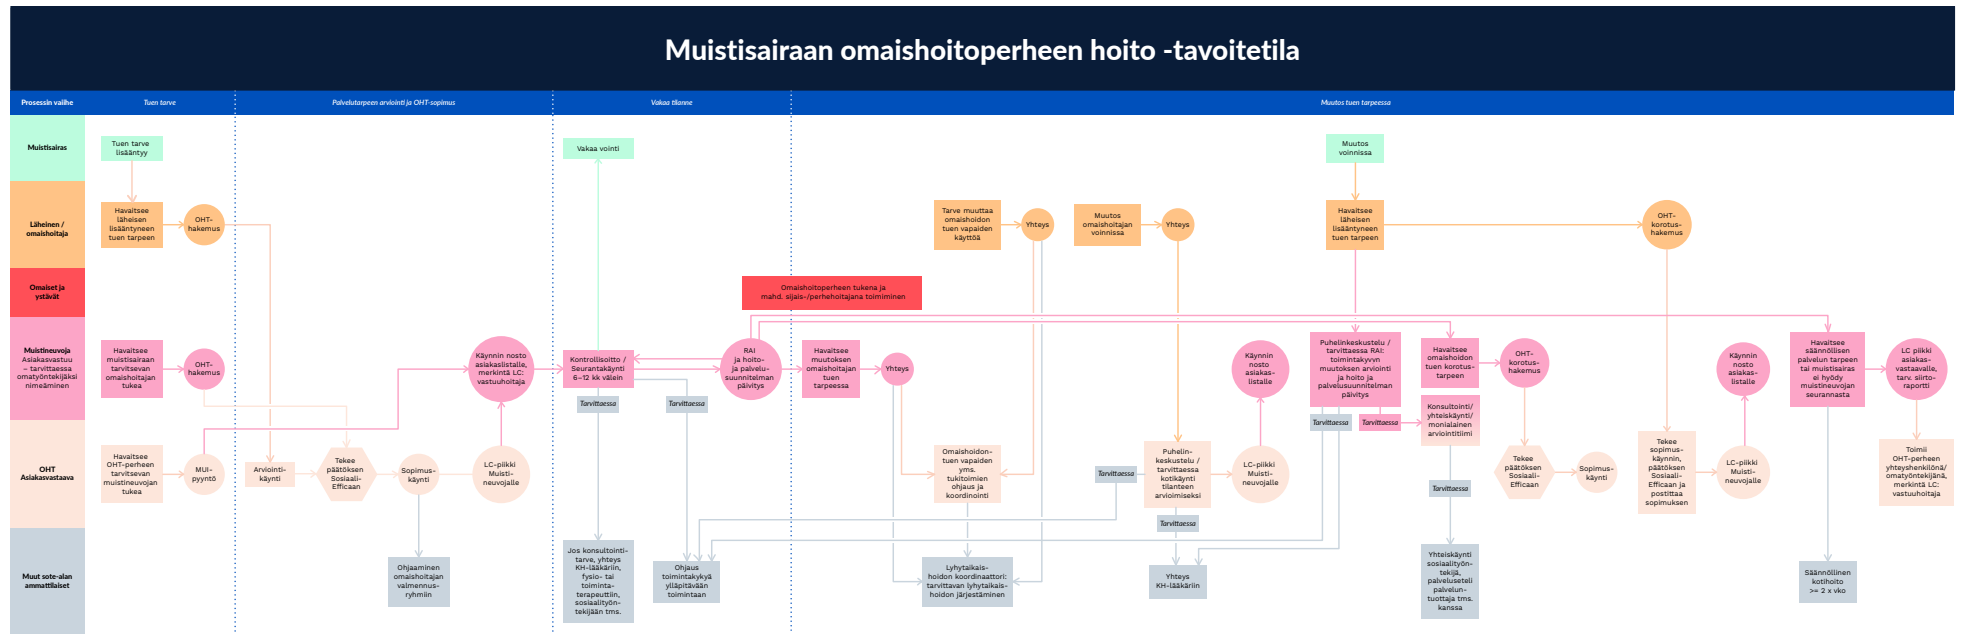 Muistisairaan omaishoitoperheen hoito -tavoitetila
Prosessin vaihe
Tuen tarve
Palvelutarpeen arviointi ja OHT-sopimus
Vakaa tilanne
Muutos tuen tarpeessa
Muistisairas
Tuen tarve
lisääntyy
Vakaa vointi
Muutos
voinnissa
Läheinen /
omaishoitaja
Havaitsee
läheisen
lisääntyneen
tuen tarpeen
OHT-
hakemus
Tarve muuttaa
omaishoidon
tuen vapaiden
käyttöä
Yhteys
Muutos
omaishoitajan
voinnissa
Yhteys
Havaitsee
läheisen
lisääntyneen
tuen tarpeen
OHT-
korotus-
hakemus
Omaiset ja
ystävät
Omaishoitoperheen tukena ja
mahd. sijais-/perhehoitajana toimiminen
Muistineuvoja
Asiakasvastuu
– tarvittaessa
omatyöntekijäksi
nimeäminen
Havaitsee
muistisairaan
tarvitsevan
omaishoitajan
tukea
OHT-
hakemus
Käynnin nosto
asiakaslistalle,
merkintä LC:
vastuuhoitaja
Kontrollisoitto /
Seurantakäynti
6–12 kk välein
Tarvittaessa
Tarvittaessa
RAI
ja hoito-
ja palvelu-
suunnitelman
päivitys
Havaitsee
muutoksen
omaishoitajan
tuen
tarpeessa
Yhteys
Käynnin
nosto
asiakas-
listalle
Puhelinkeskustelu /
tarvittaessa RAI:
toimintakyvyn
muutoksen arviointi
ja hoito ja
palvelusuunnitelman
päivitys
Tarvittaessa
Tarvittaessa
Havaitsee
omaishoidon
tuen korotus-
tarpeen
Konsultointi/
yhteiskäynti/
monialainen
arviointitiimi
OHT-
korotus-
hakemus
Käynnin
nosto
asiakas-
listalle
Havaitsee
säännöllisen
palvelun tarpeen
tai muistisairas
ei hyödy
muistineuvojan
seurannasta
LC piikki
asiakas-
vastaavalle,
tarv. siirto-
raportti
OHT
Asiakasvastaava
Havaitsee
OHT-perheen
tarvitsevan
muistineuvojan
tukea
MUI-
pyyntö
Arviointi-
käynti
Tekee
päätöksen
Sosiaali-
Efficaan
Sopimus-
käynti
LC-piikki
Muisti-
neuvojalle
Omaishoidon-
tuen vapaiden
yms.
tukitoimien
ohjaus ja
koordinointi
Tarvittaessa
Puhelin-
keskustelu /
tarvittaessa
kotikäynti
tilanteen
arvioimiseksi
Tarvittaessa
LC-piikki
Muisti-
neuvojalle
Tarvittaessa
Tekee
päätöksen
Sosiaali-
Efficaan
Sopimus-
käynti
Tekee
sopimus-
käynnin,
päätöksen
Sosiaali-
Efficaan ja
postittaa
sopimuksen
LC-piikki
Muisti-
neuvojalle
Toimii
OHT-perheen
yhteyshenkilönä/
omatyöntekijänä,
merkintä LC:
vastuuhoitaja
Muut sote-alan
ammattilaiset
Ohjaaminen
omaishoitajan
valmennus-
ryhmiin
Jos konsultointi-
tarve, yhteys
KH-lääkäriin,
fysio- tai
toiminta-
terapeuttiin,
sosiaalityön-
tekijään tms.
Ohjaus
toimintakykyä
ylläpitävään
toimintaan
Lyhytaikais-
hoidon koordinaattori:
tarvittavan lyhytaikais-
hoidon järjestäminen
Yhteys
KH-lääkäriin
Yhteiskäynti
sosiaalityön-
tekijä,
palveluseteli
palvelun-
tuottaja tms.
kanssa
Säännöllinen
kotihoito
>= 2 x vko